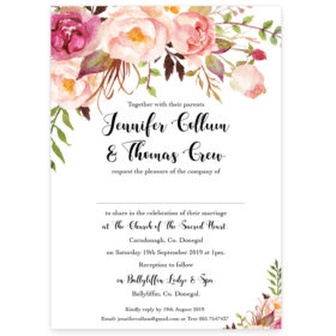 Together with their parents
Jennifer Collum
& Thomas Crew
request the pleasure of the company of
to share in the celebration of their marriage
at the Church of the Sacred Heart,
Carndonagh, Co. Donegal
on Saturday 19th September 2019 at 1pm
Reception to follow
in Ballyliffin Lodge & Spa
Ballyliffin, Co. Donegal
Kindly reply by 19th August 2019